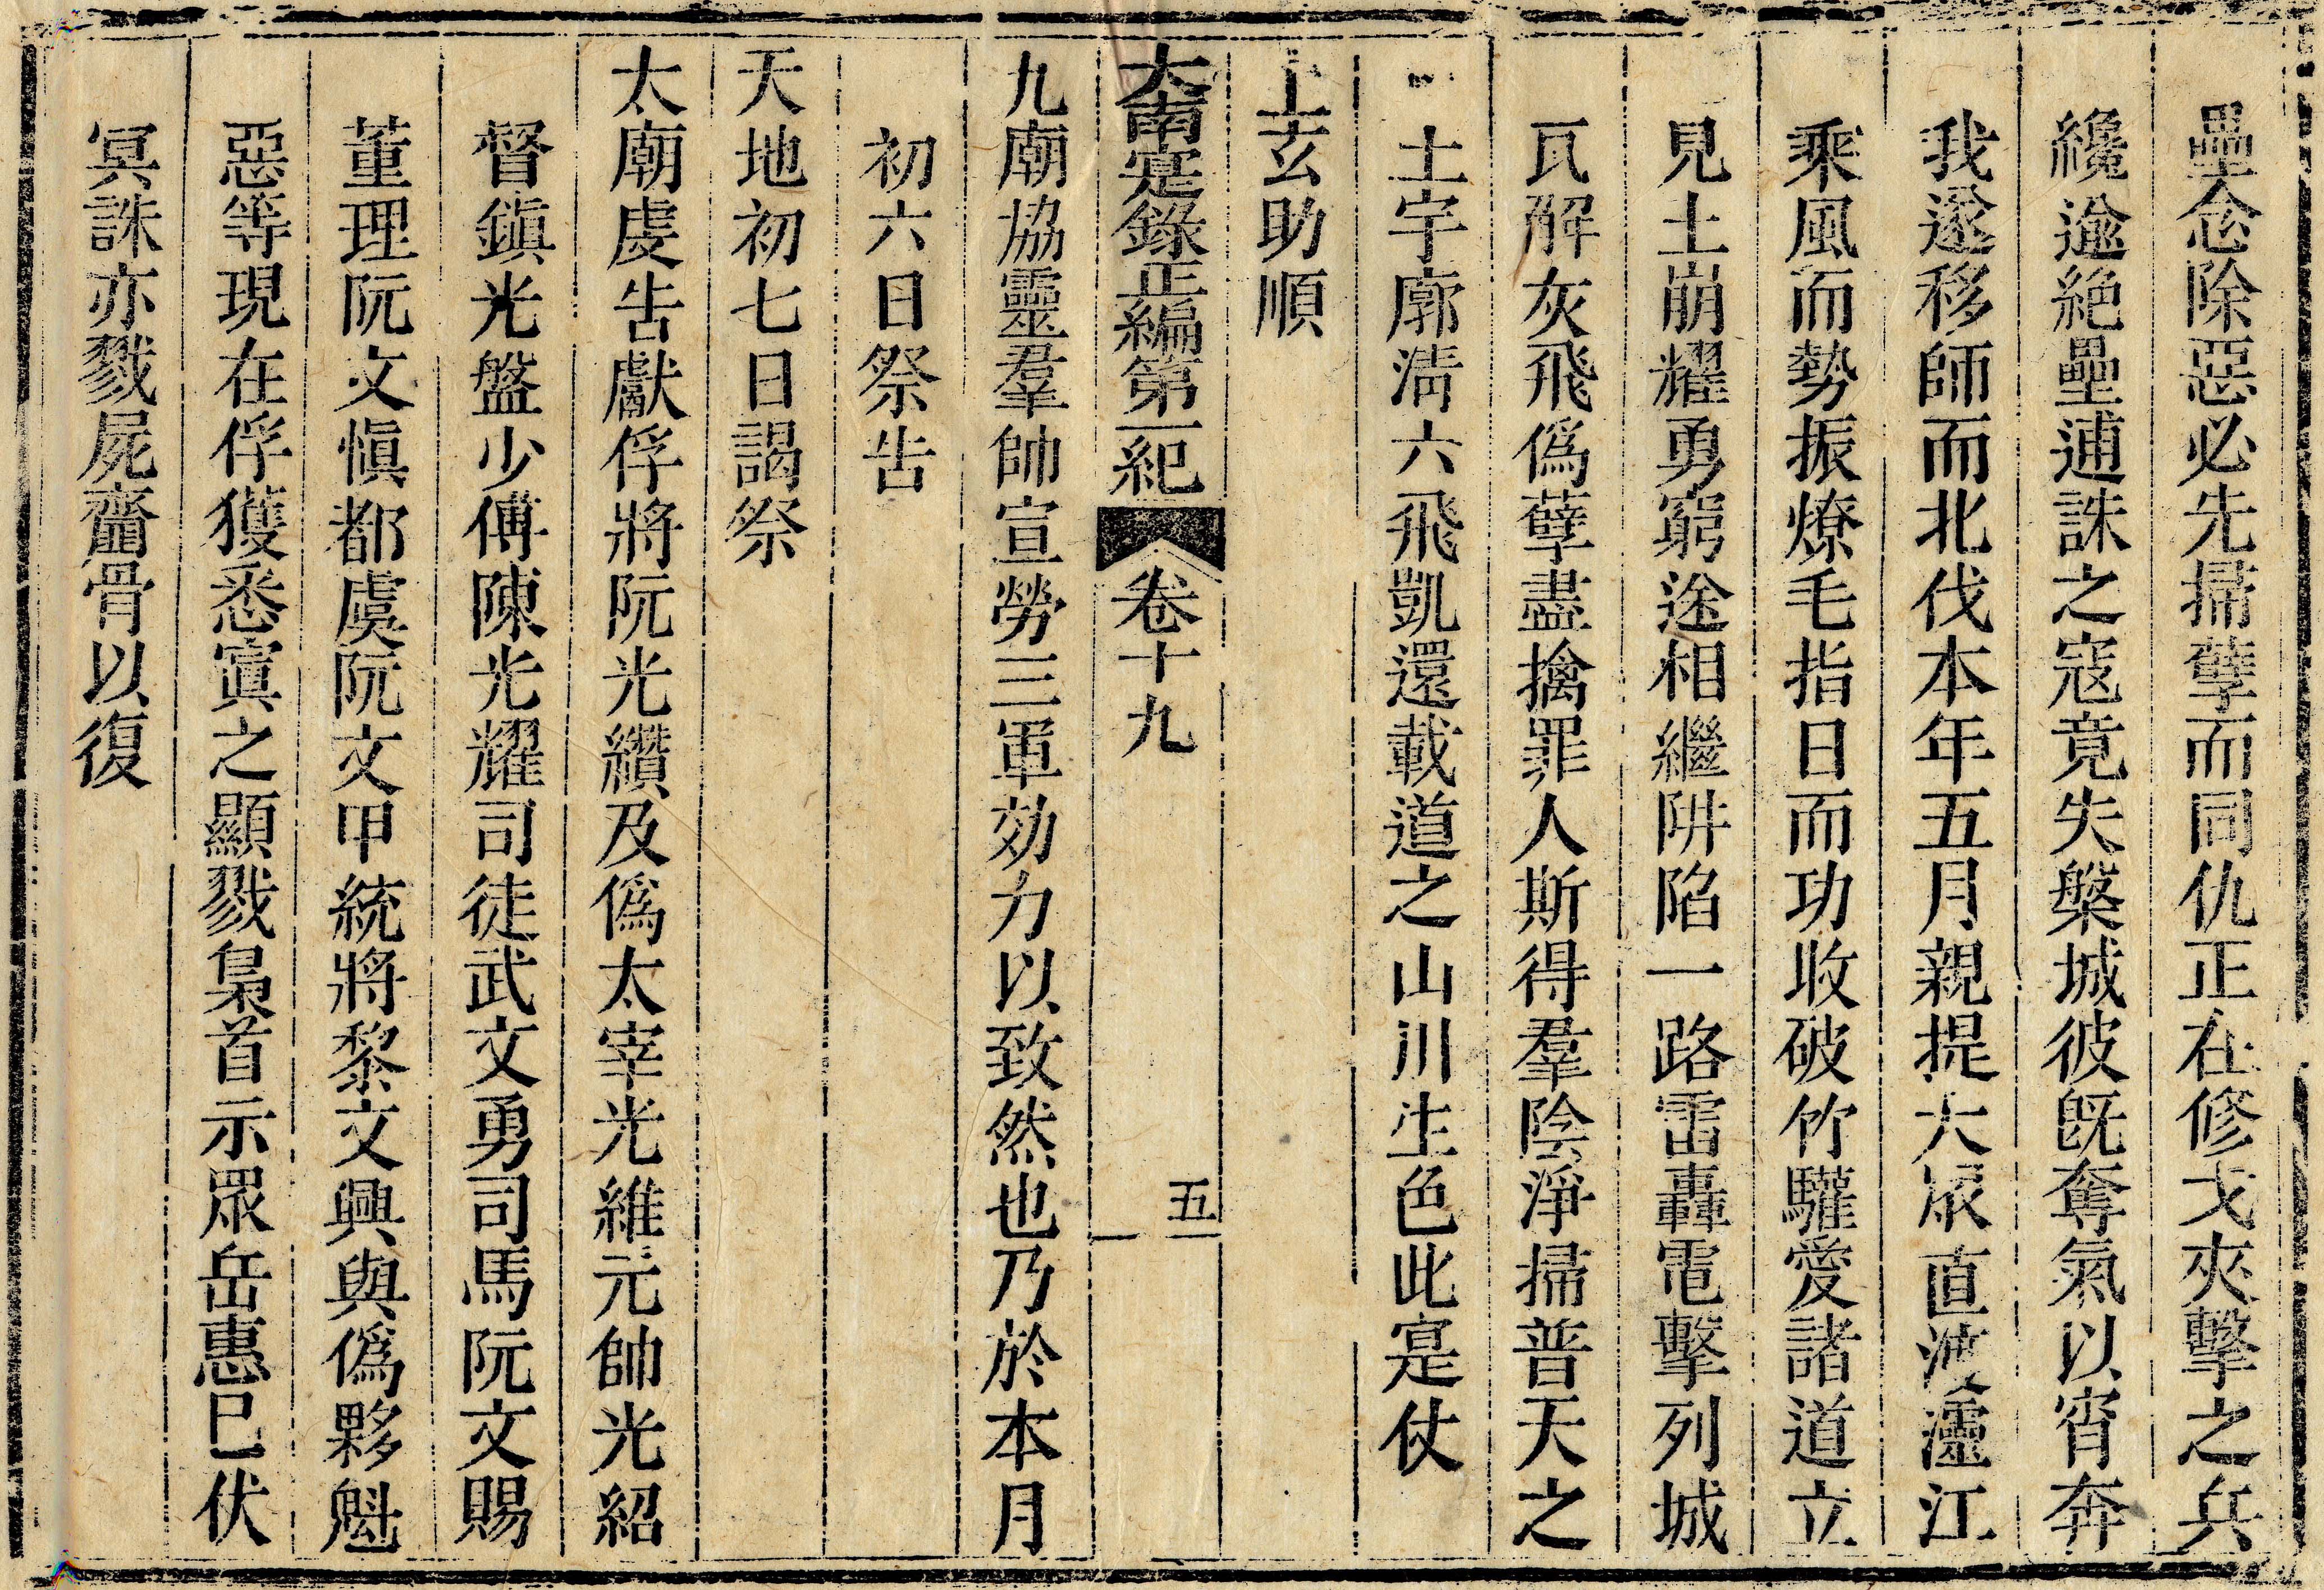 壘念除惡必先掃孽而同仇正在修戈夾擊之兵
纔逾絕壘逋誅之寇竟失槃城彼旣奪氣以宵奔
我遂移師而北伐本年五月親提大衆直渡𤅷江
乘風而勢振燎毛指日而功收破竹驩愛諸道立
見土崩耀勇窮途相繼阱陷一路雷轟電擊列城
瓦解灰飛僞孽盡擒罪人斯得羣陰淨掃普天之
土宇廓淸六飛凱還載道之山川生色此寔仗
上玄助順
大南寔錄正編第一紀 卷十九 五
九廟協靈羣帥宣勞三軍効力以致然也乃於本月
初六日祭告
天地初七日謁祭
太廟虔告獻俘將阮光纘及僞太宰光維元帥光紹
督鎭光盤少傅陳光耀司徒武文勇司馬阮文賜
董理阮文愼都虞阮文甲統將黎文興與僞夥魁
惡等現在俘獲悉寘之顯戮梟首示眾岳惠巳伏
冥誅亦戮屍齏骨以復